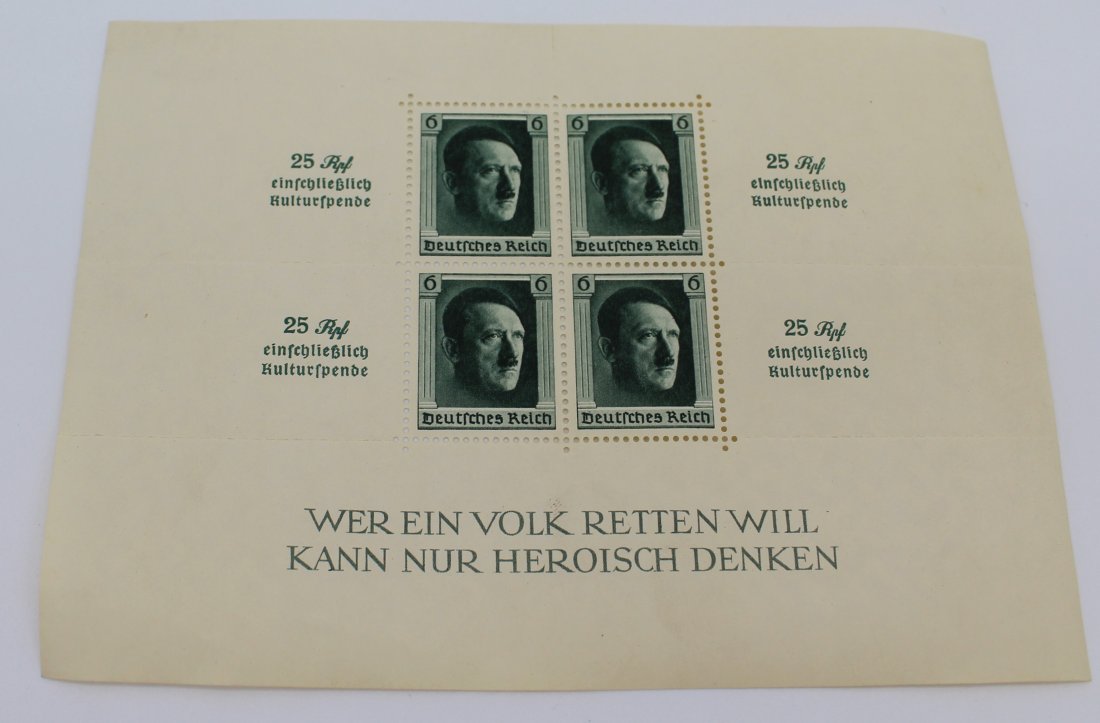 6 6
Deutſches Reich
6 6
Deutſches Reich
25 Rpf
einſchließlich
Kulturſpende
25 Rpf
einſchließlich
Kulturſpende
6 6
Deutſches Reich
6 6
Deutſches Reich
25 Rpf
einſchließlich
Kulturſpende
25 Rpf
einſchließlich
Kulturſpende
WER EIN VOLK RETTEN WILL
KANN NUR HEROISCH DENKEN